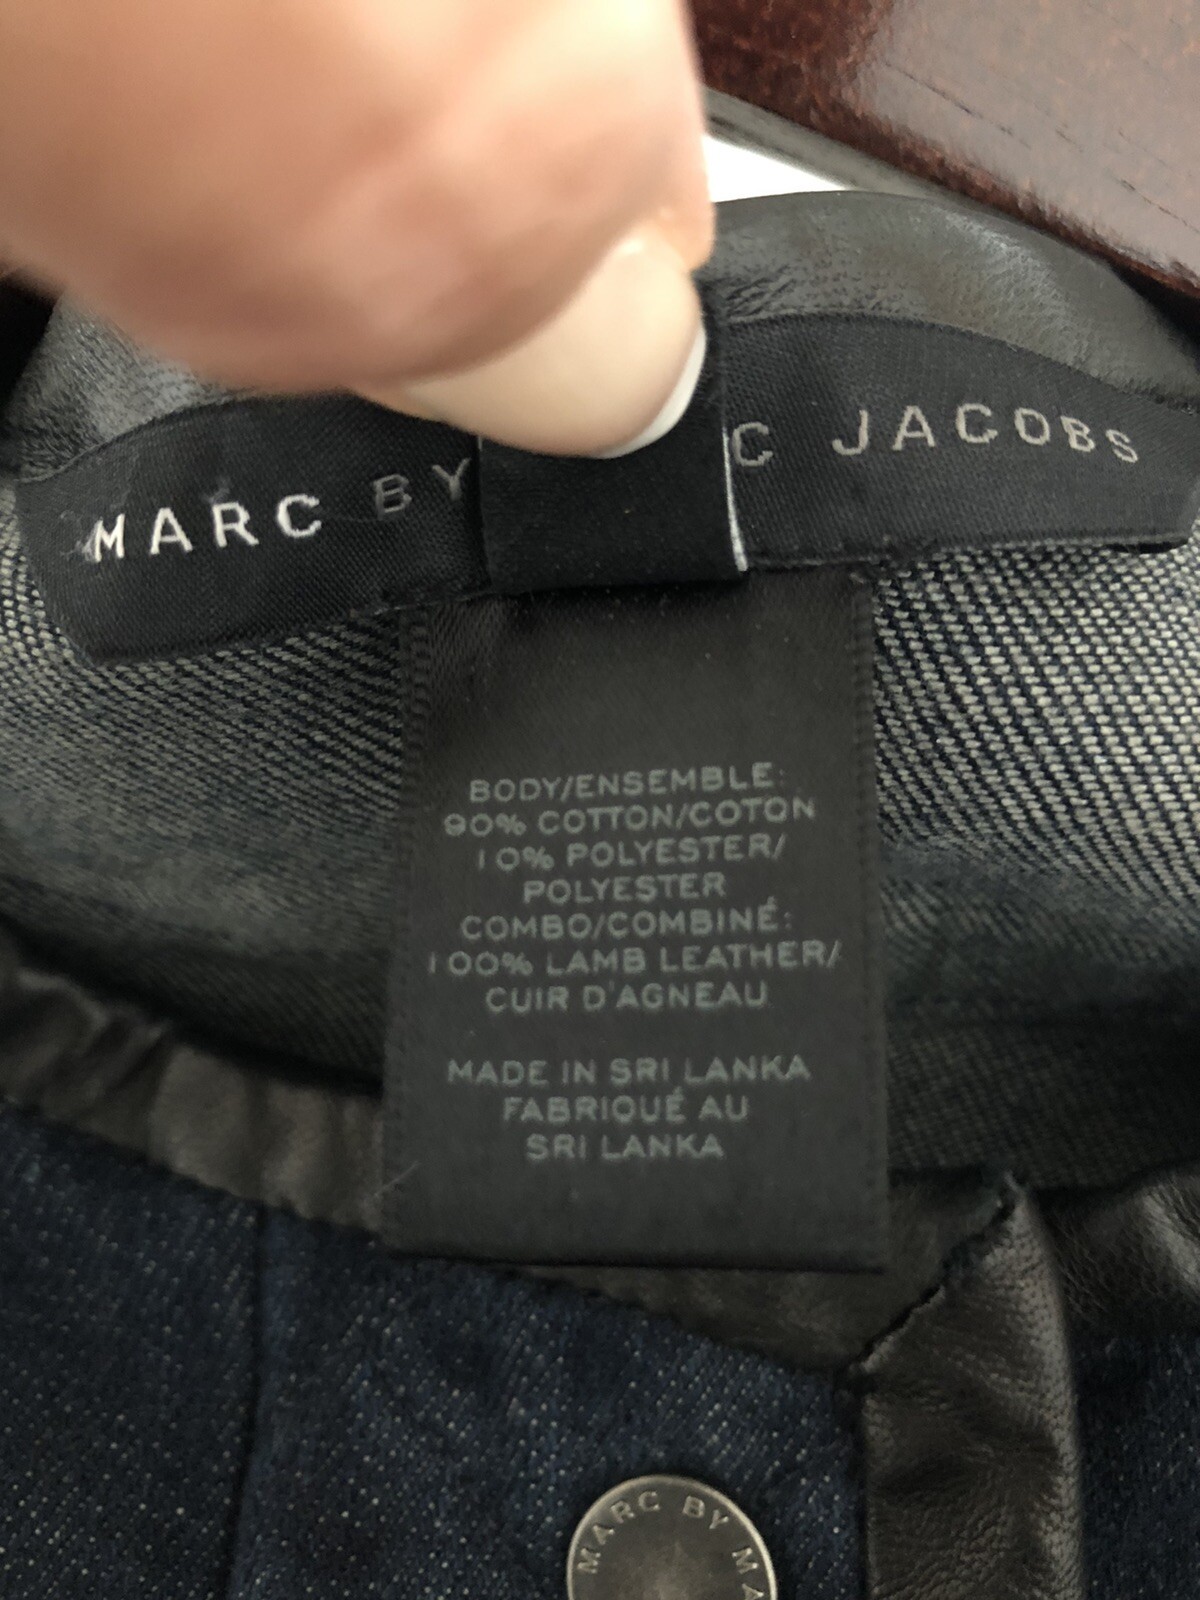 MARC BY C JACOBS
BODY/ENSEMBLE:
90% COTTON/COTON
10% POLYESTER/
POLYESTER
COMBO/COMBINÉ:
100% LAMB LEATHER/
CUIR D'AGNEAU
MADE IN SRI LANKA
FABRIQUÉ AU
SRI LANKA
MARC BY MA